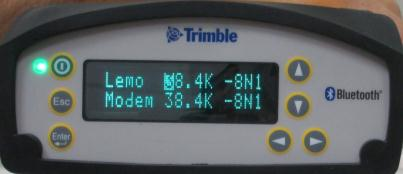 Trimble
Lemo 38.4K -8N1
Modem 38.4K -8N1
Esc
Enter
Bluetooth®